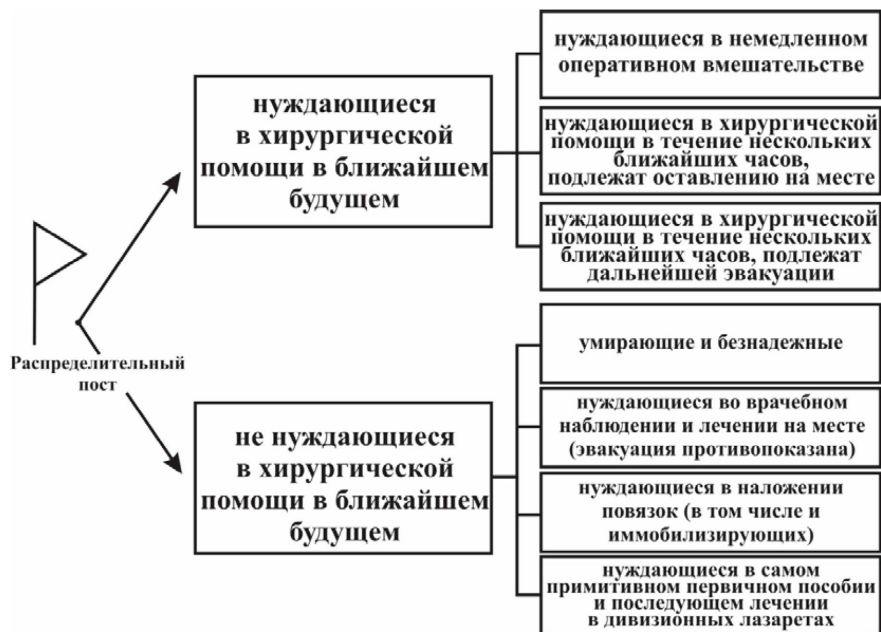 нуждающиеся в немедленном
оперативном вмешательстве
нуждающиеся
в хирургической
помощи в ближайшем
будущем
нуждающиеся в хирургической
помощи в течение нескольких
ближайших часов,
подлежат оставлению на месте
нуждающиеся в хирургической
помощи в течение нескольких
ближайших часов, подлежат
дальнейшей эвакуации
Распределительный
пост
умирающие и безнадежные
не нуждающиеся
в хирургической
помощи в ближайшем
будущем
нуждающиеся во врачебном
наблюдении и лечении на месте
(эвакуация противопоказана)
нуждающиеся в наложении
повязок (в том числе и
иммобилизирующих)
нуждающиеся в самом
примитивном первичном пособии
и последующем лечении
в дивизионных лазаретах